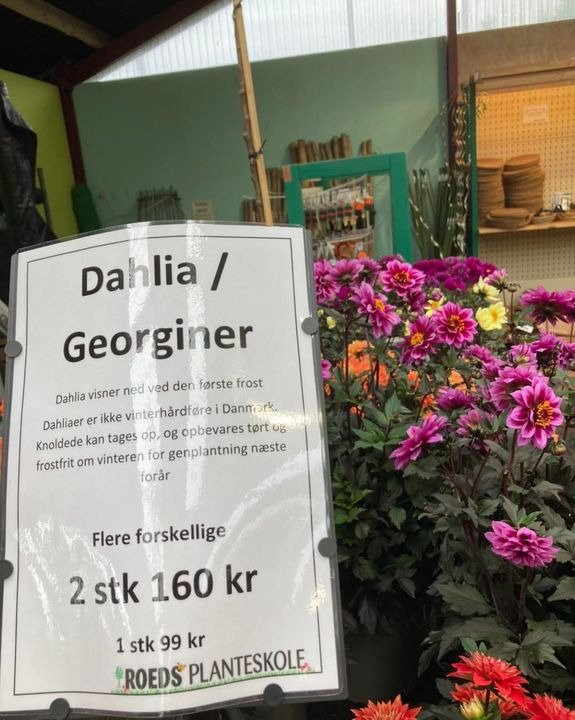 Dahlia /
Georginer
Dahlia visner ned ved den første frost
Dahliaer er ikke vinterhårdføre i Danmark.
Knoldede kan tages op, og opbevares tørt og
frostfrit om vinteren for genplantning næste
forår
Flere forskellige
2 stk 160 kr
1 stk 99 kr
ROEDS PLANTESKOLE